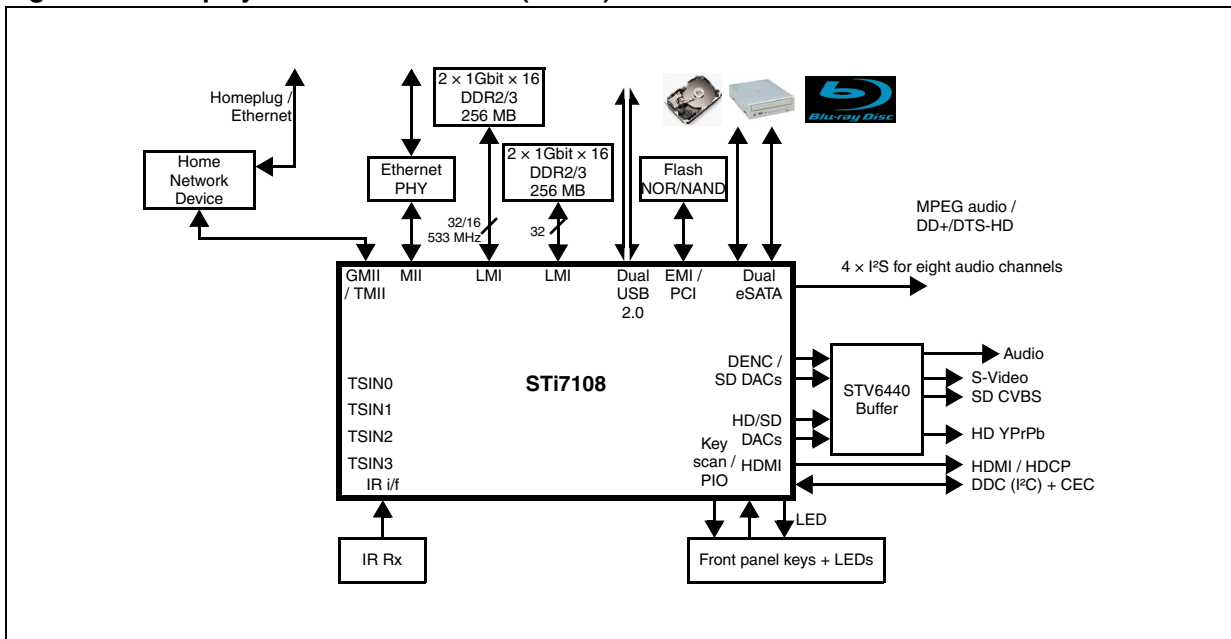 2 × 1Gbit × 16
DDR2/3
256 MB
Homeplug /
Ethernet
Blu-ray Disc
Home
Network
Device
Ethernet
PHY
2 × 1Gbit × 16
DDR2/3
256 MB
Flash
NOR/NAND
MPEG audio /
DD+/DTS-HD
32/16
533 MHz
32
GMII
/ TMII
MII
LMI
LMI
Dual
USB
2.0
EMI /
PCI
Dual
eSATA
4 × I²S for eight audio channels
STi7108
TSIN0
TSIN1
TSIN2
TSIN3
IR i/f
DENC /
SD DACs
HD/SD
DACs
Key
scan /
PIO
HDMI
STV6440
Buffer
Audio
S-Video
SD CVBS
HD YPrPb
HDMI / HDCP
DDC (I²C) + CEC
LED
IR Rx
Front panel keys + LEDs